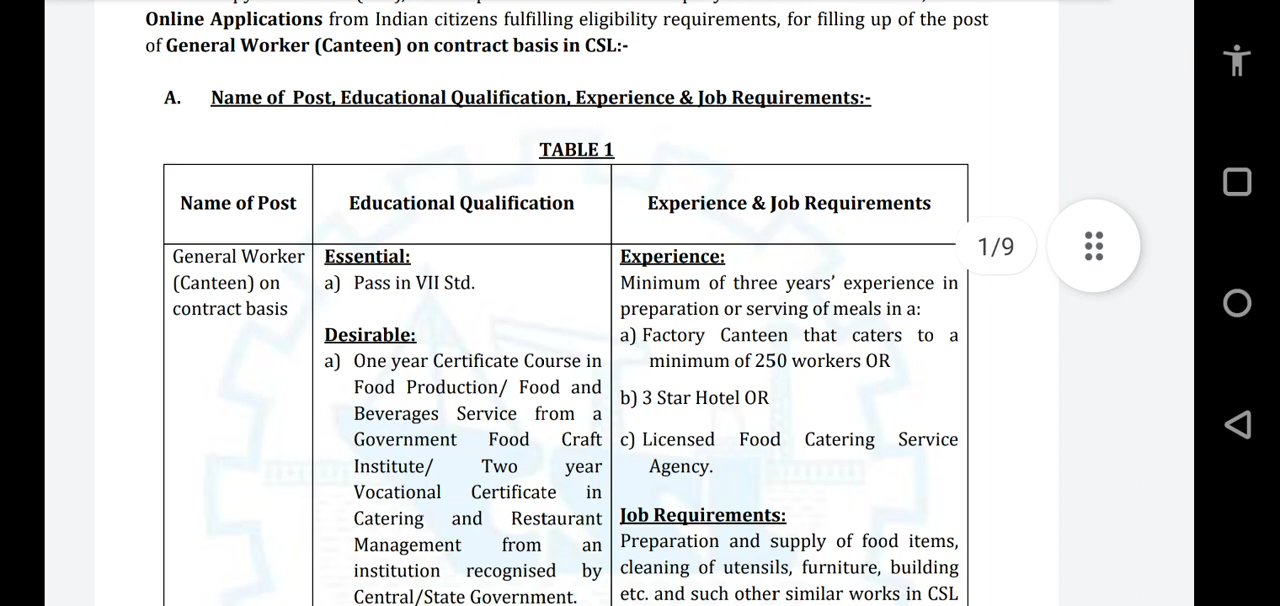 Online Applications from Indian citizens fulfilling eligibility requirements, for filling up of the post
of General Worker (Canteen) on contract basis in CSL:-
A. Name of Post, Educational Qualification, Experience & Job Requirements:-
TABLE 1
Name of Post
Educational Qualification
Experience & Job Requirements
General Worker
(Canteen) on
contract basis
Essential:
a) Pass in VII Std.
Desirable:
a) One year Certificate Course in
Food Production/ Food and
Beverages Service from a
Government Food Craft
Institute/ Two year
Vocational Certificate in
Catering and Restaurant
Management from an
institution recognised by
Central/State Government.
Experience:
Minimum of three years' experience in
preparation or serving of meals in a:
a) Factory Canteen that caters to a
minimum of 250 workers OR
b) 3 Star Hotel OR
c) Licensed Food Catering Service
Agency.
Job Requirements:
Preparation and supply of food items,
cleaning of utensils, furniture, building
etc. and such other similar works in CSL
1/9